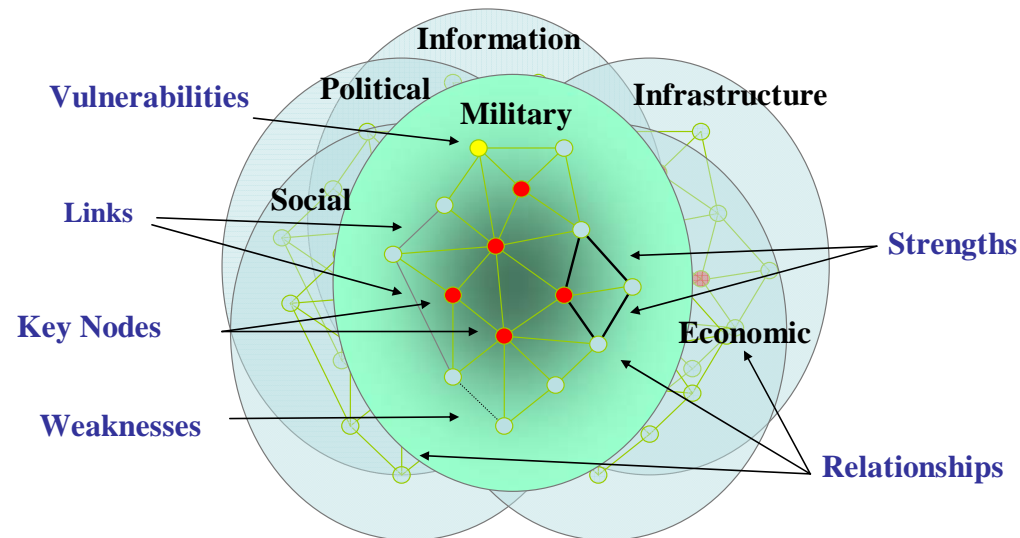 Information
Political
Infrastructure
Vulnerabilities
Military
Social
Links
Strengths
Key Nodes
Economic
Weaknesses
Relationships